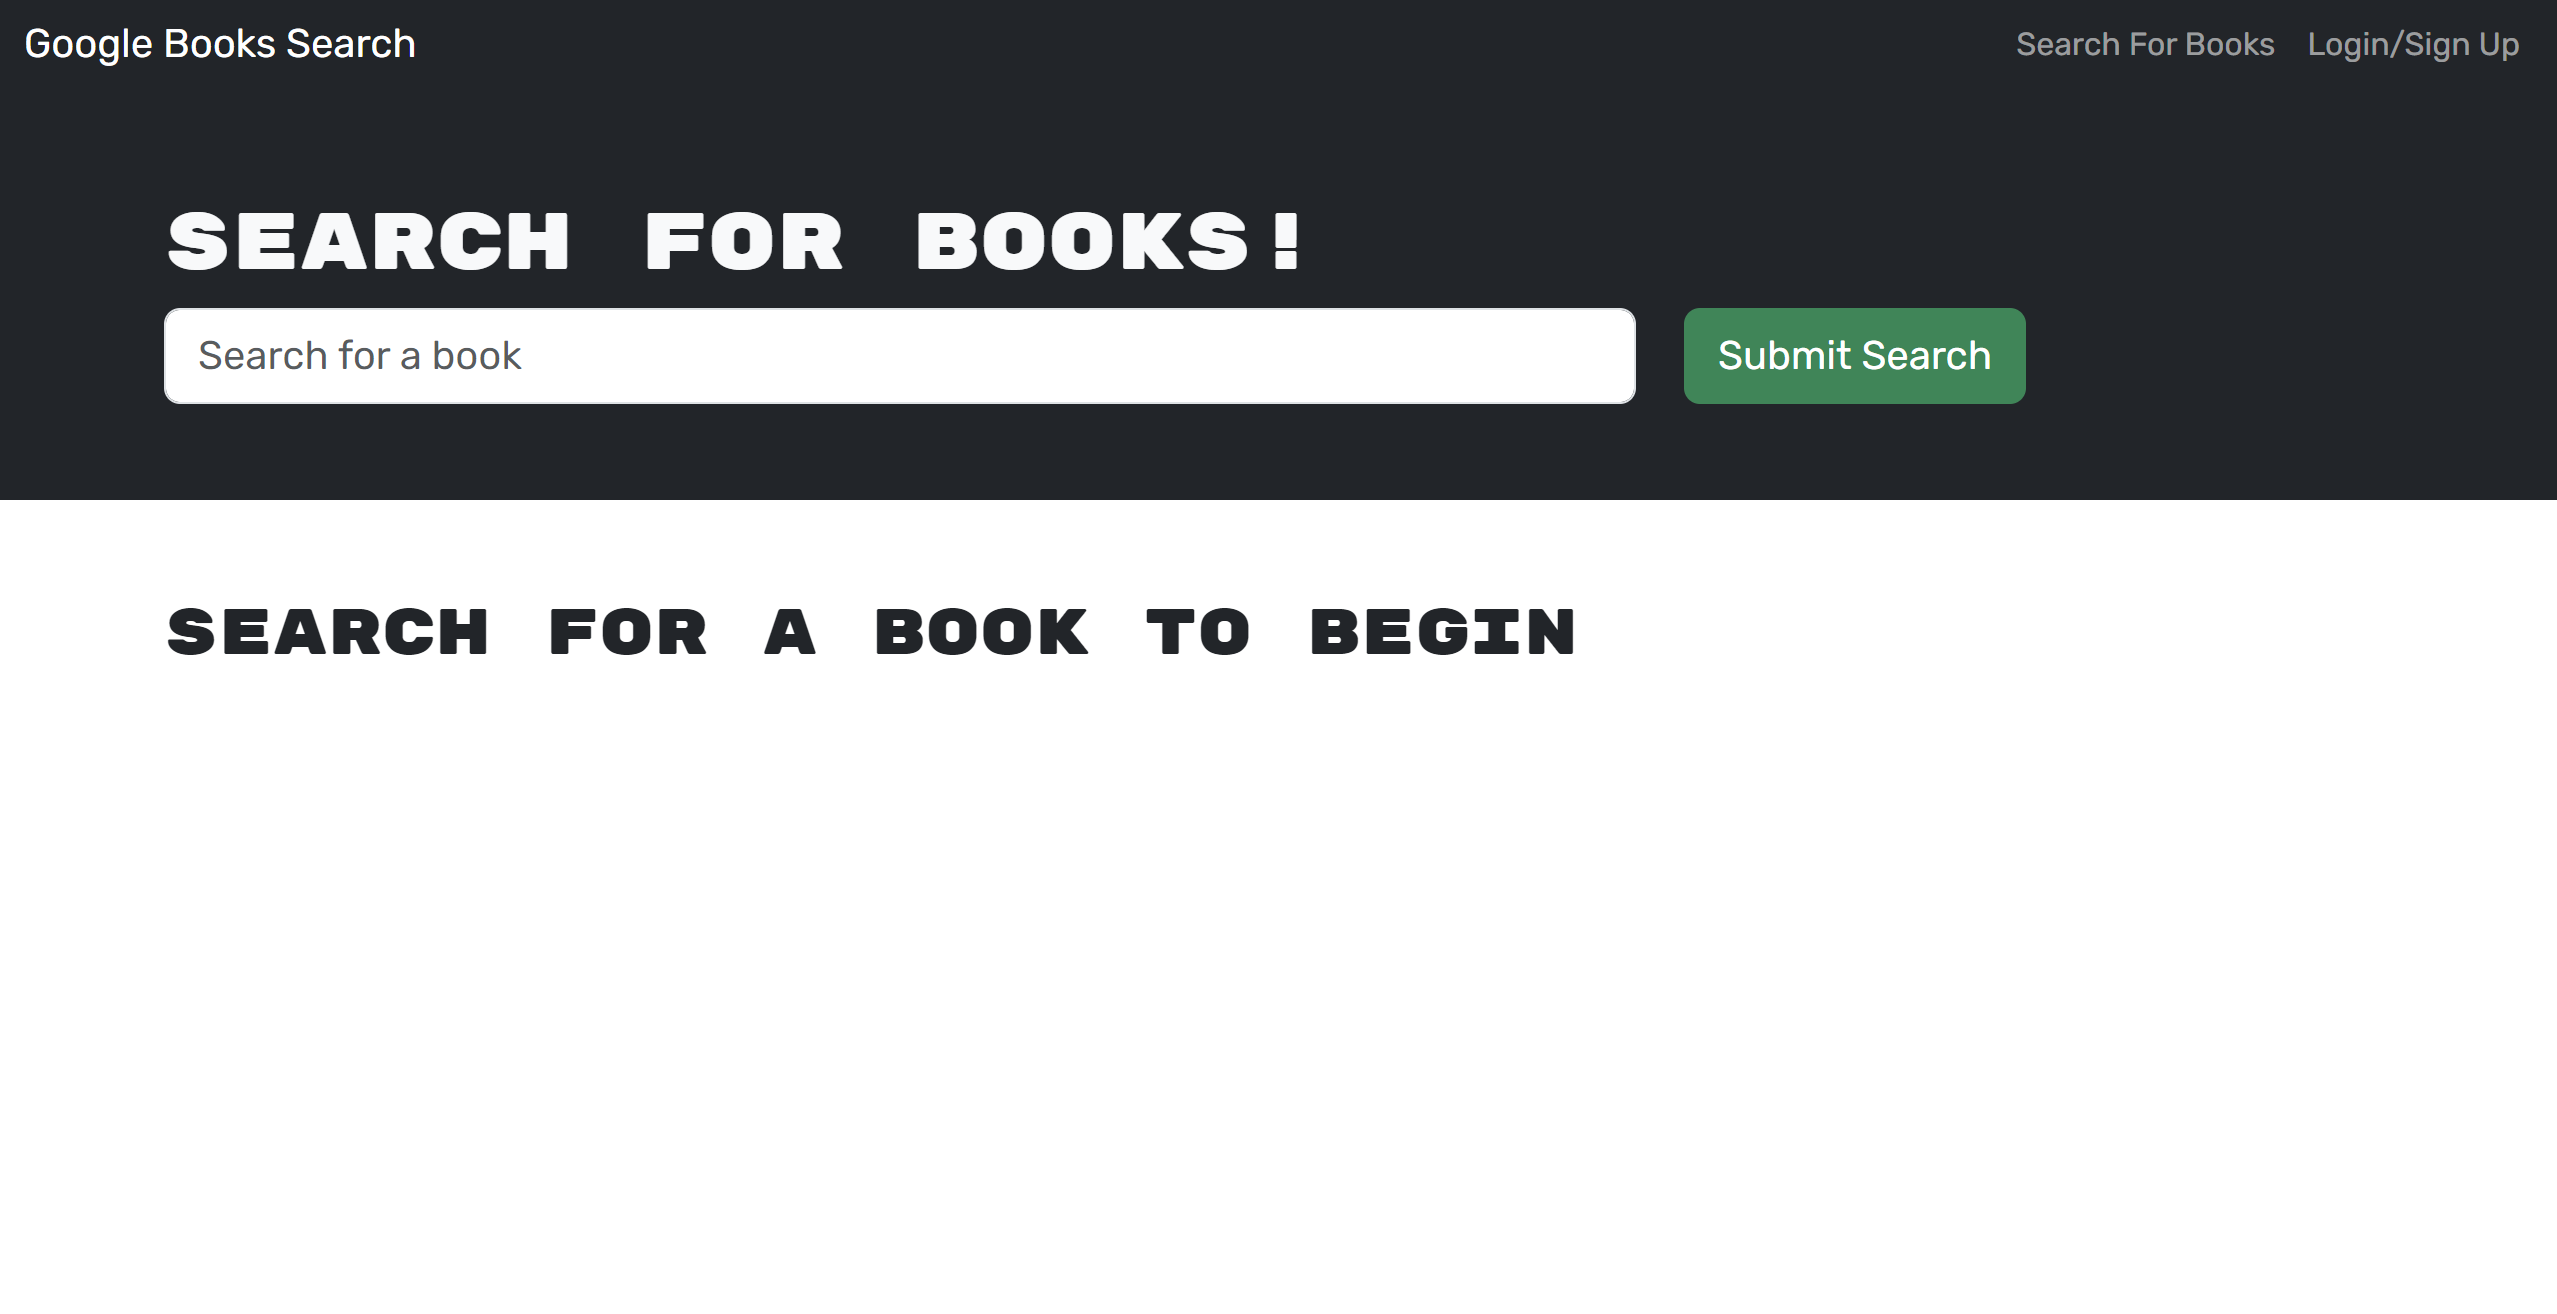 Google Books Search
Search For Books
Login/Sign Up
SEARCH FOR BOOKS!
Search for a book
Submit Search
SEARCH FOR A BOOK TO BEGIN